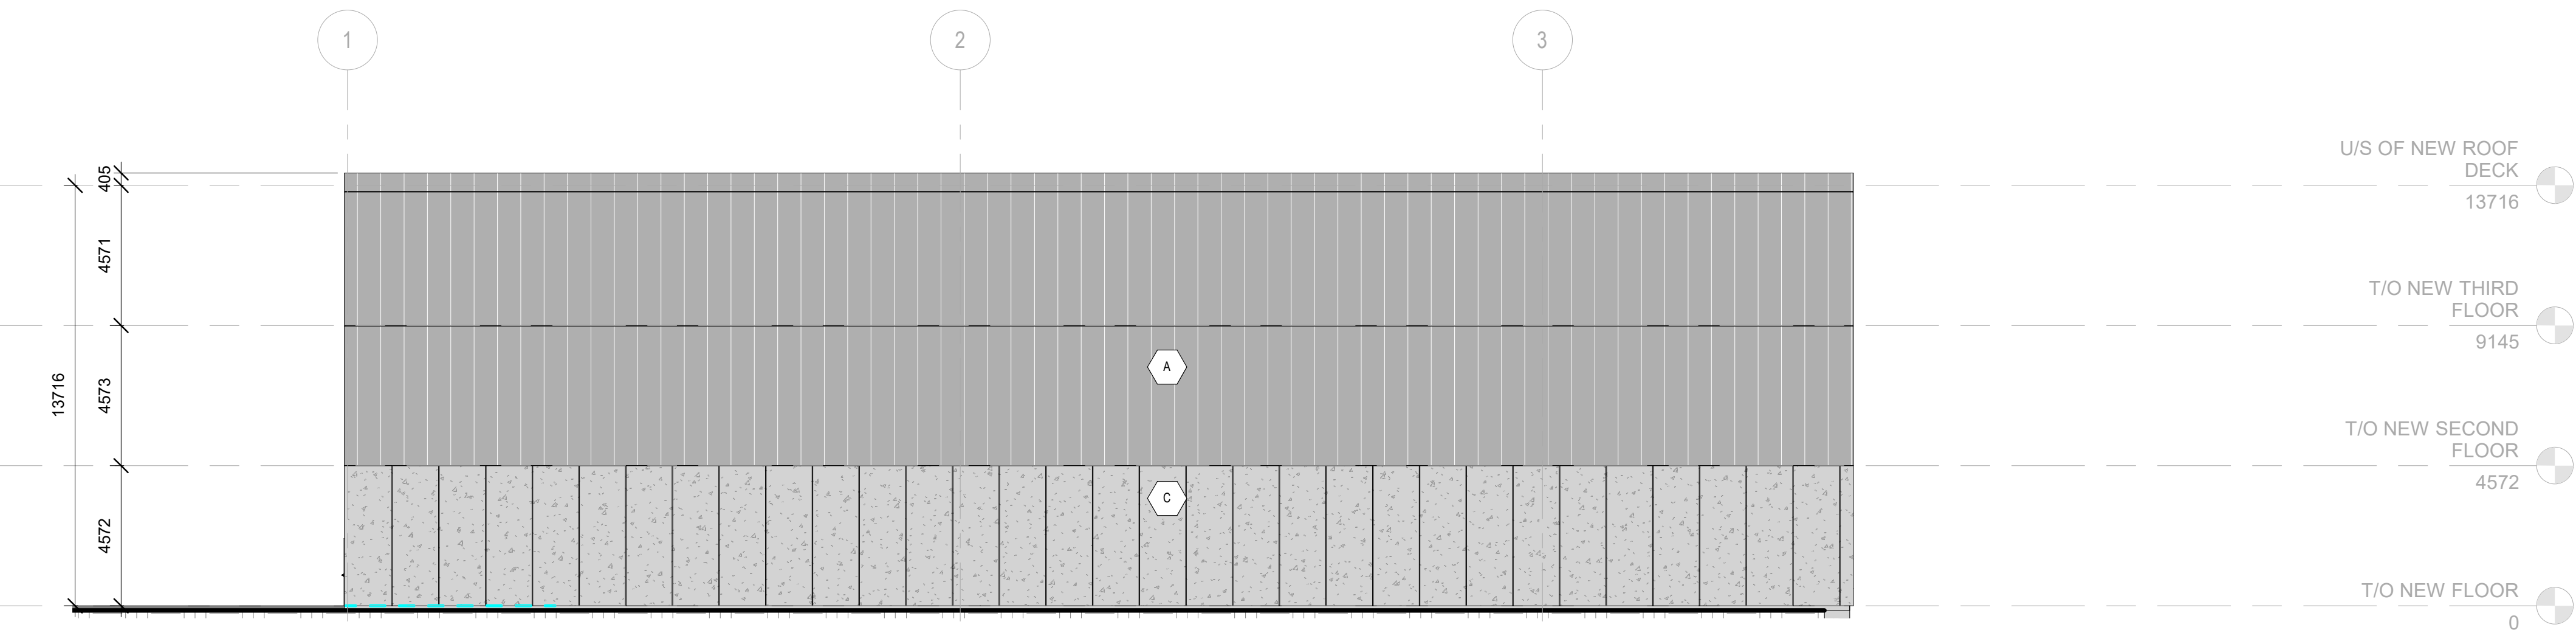 1
2
3
U/S OF NEW ROOF
DECK
13716
405
4571
T/O NEW THIRD
FLOOR
9145
A
13716
4573
T/O NEW SECOND
FLOOR
4572
C
4572
T/O NEW FLOOR
0